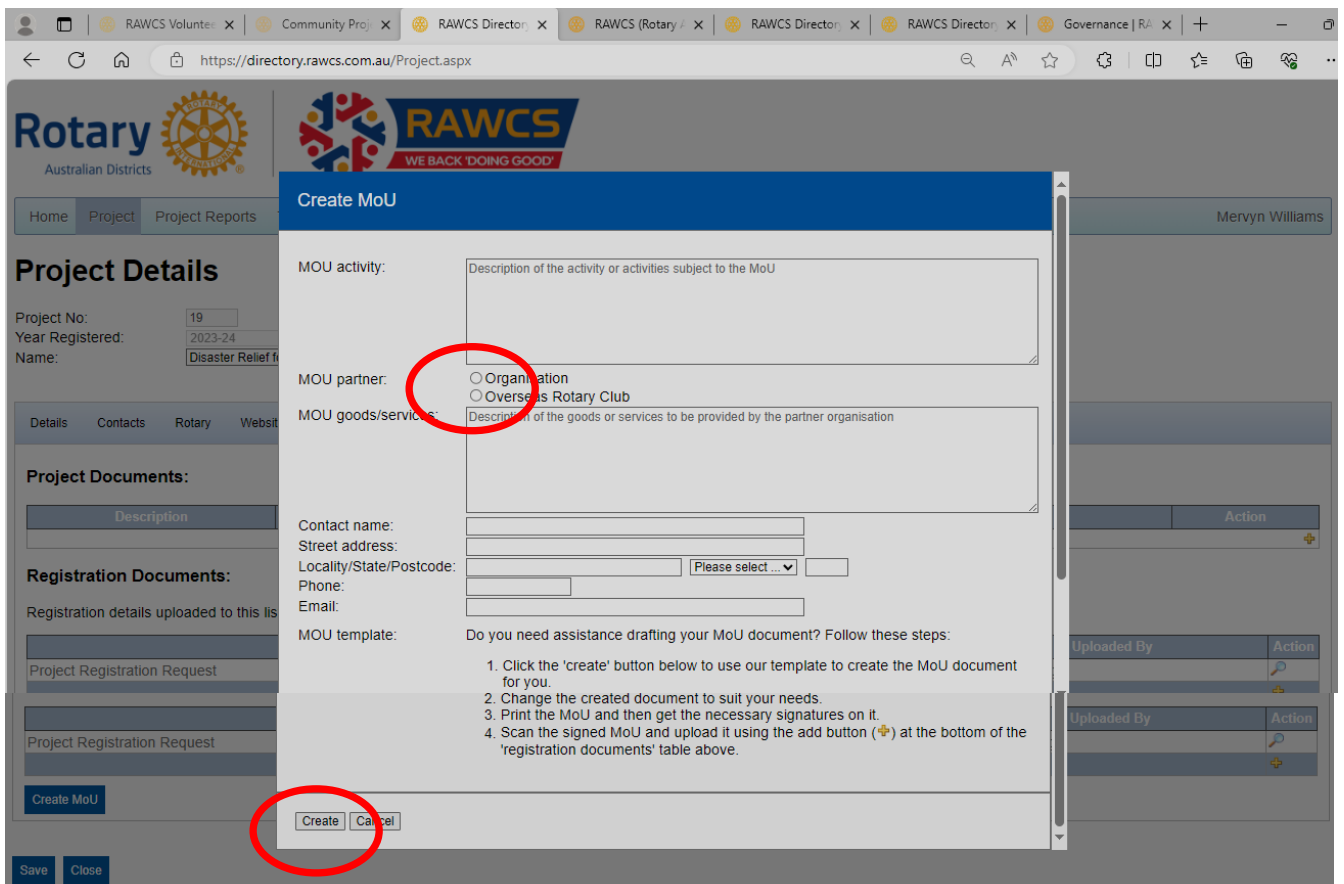 RAWCS Voluntee
Community Proj
RAWCS Director
RAWCS (Rotary A
RAWCS Director
RAWCS Director
Governance | RA
https://directory.rawcs.com.au/Project.aspx
Rotary
Australian Districts
ROTARY
INTERNATIONAL
RAWCS
WE BACK 'DOING GOOD'
Home Project Project Reports
Mervyn Williams
Project Details
Project No: 19
Year Registered: 2023-24
Name: Disaster Relief fo
Details Contacts Rotary Websit
Project Documents:
Description Action
Registration Documents:
Registration details uploaded to this lis
Uploaded By Action
Project Registration Request
Uploaded By Action
Project Registration Request
Create MoU
Save Close
Create MoU
MOU activity: Description of the activity or activities subject to the MoU
MOU partner: Organisation
Overseas Rotary Club
MOU goods/services: Description of the goods or services to be provided by the partner organisation
Contact name:
Street address:
Locality/State/Postcode: Please select ...
Phone:
Email:
MOU template: Do you need assistance drafting your MoU document? Follow these steps:
1. Click the 'create' button below to use our template to create the MoU document
for you.
2. Change the created document to suit your needs.
3. Print the MoU and then get the necessary signatures on it.
4. Scan the signed MoU and upload it using the add button (✚) at the bottom of the
'registration documents' table above.
Create Cancel